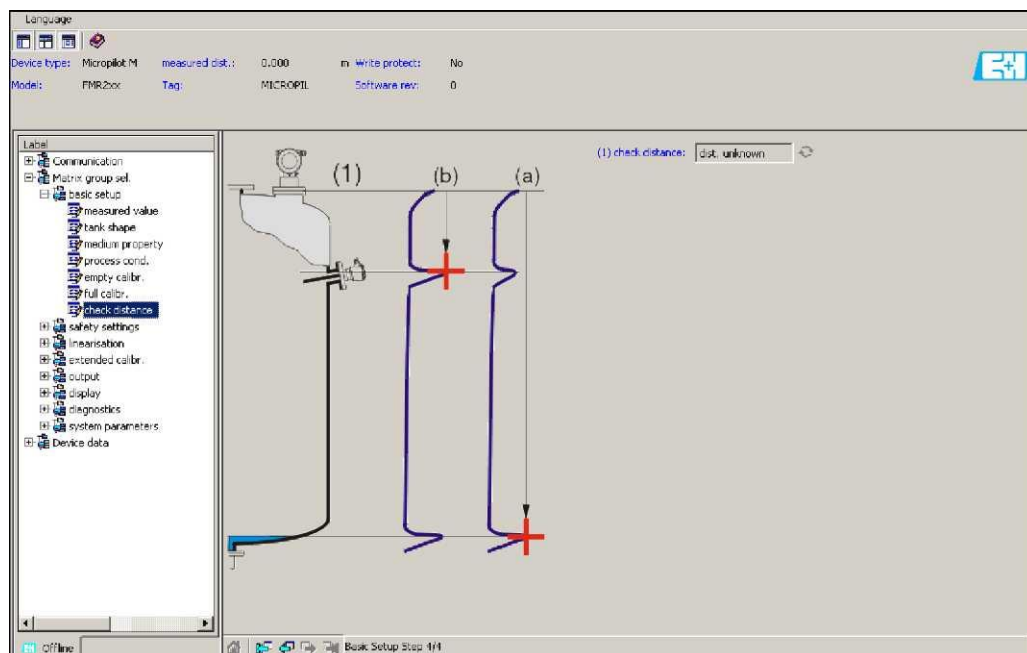 Language
Device type: Micropilot M measured dist.: 0.000 m Write protect: No
Model: FMR2xx Tag: MICROPIL Software rev: 0
E+H
Label
Communication
Matrix group sel.
basic setup
measured value
tank shape
medium property
process cond.
empty calibr.
full calibr.
check distance
safety settings
linearisation
extended calibr.
output
display
diagnostics
system parameters
Device data
(1) (b) (a)
(1) check distance: dist. unknown
Offline
Basic Setup Step 4/4